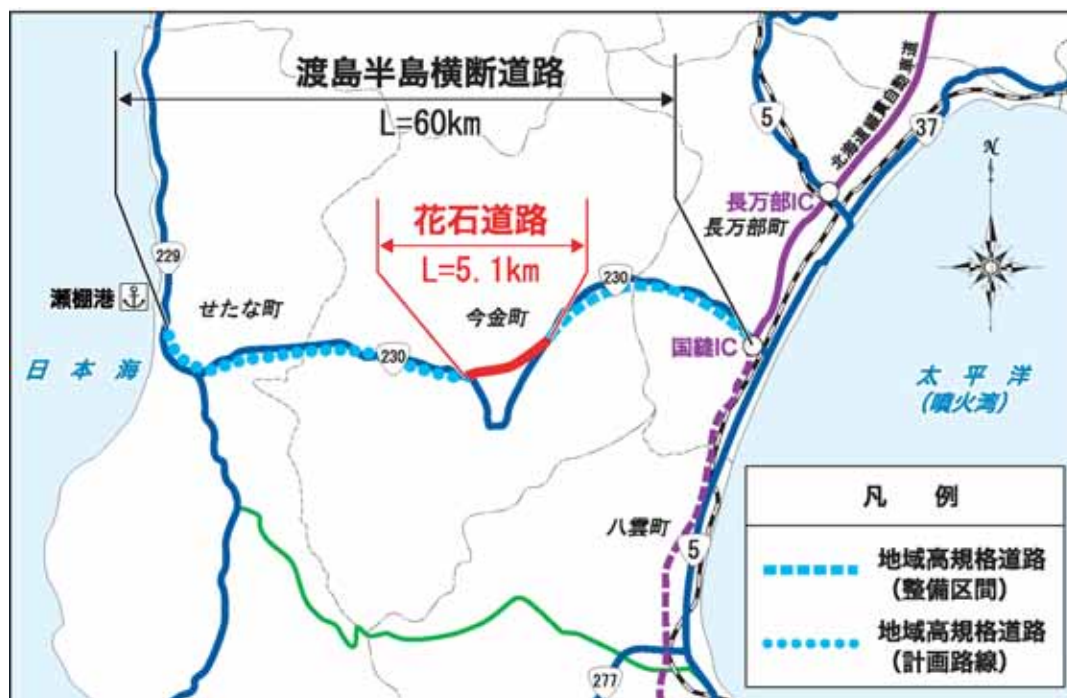 渡島半島横断道路
L=60km
花石道路
L=5.1km
5
北海道縦貫自動車道
37
N
長万部IC
長万部町
229
230
瀬棚港
せたな町
今金町
230
国縫IC
日本海
太平洋
(噴火湾)
八雲町
5
277
凡例
地域高規格道路
(整備区間)
地域高規格道路
(計画路線)